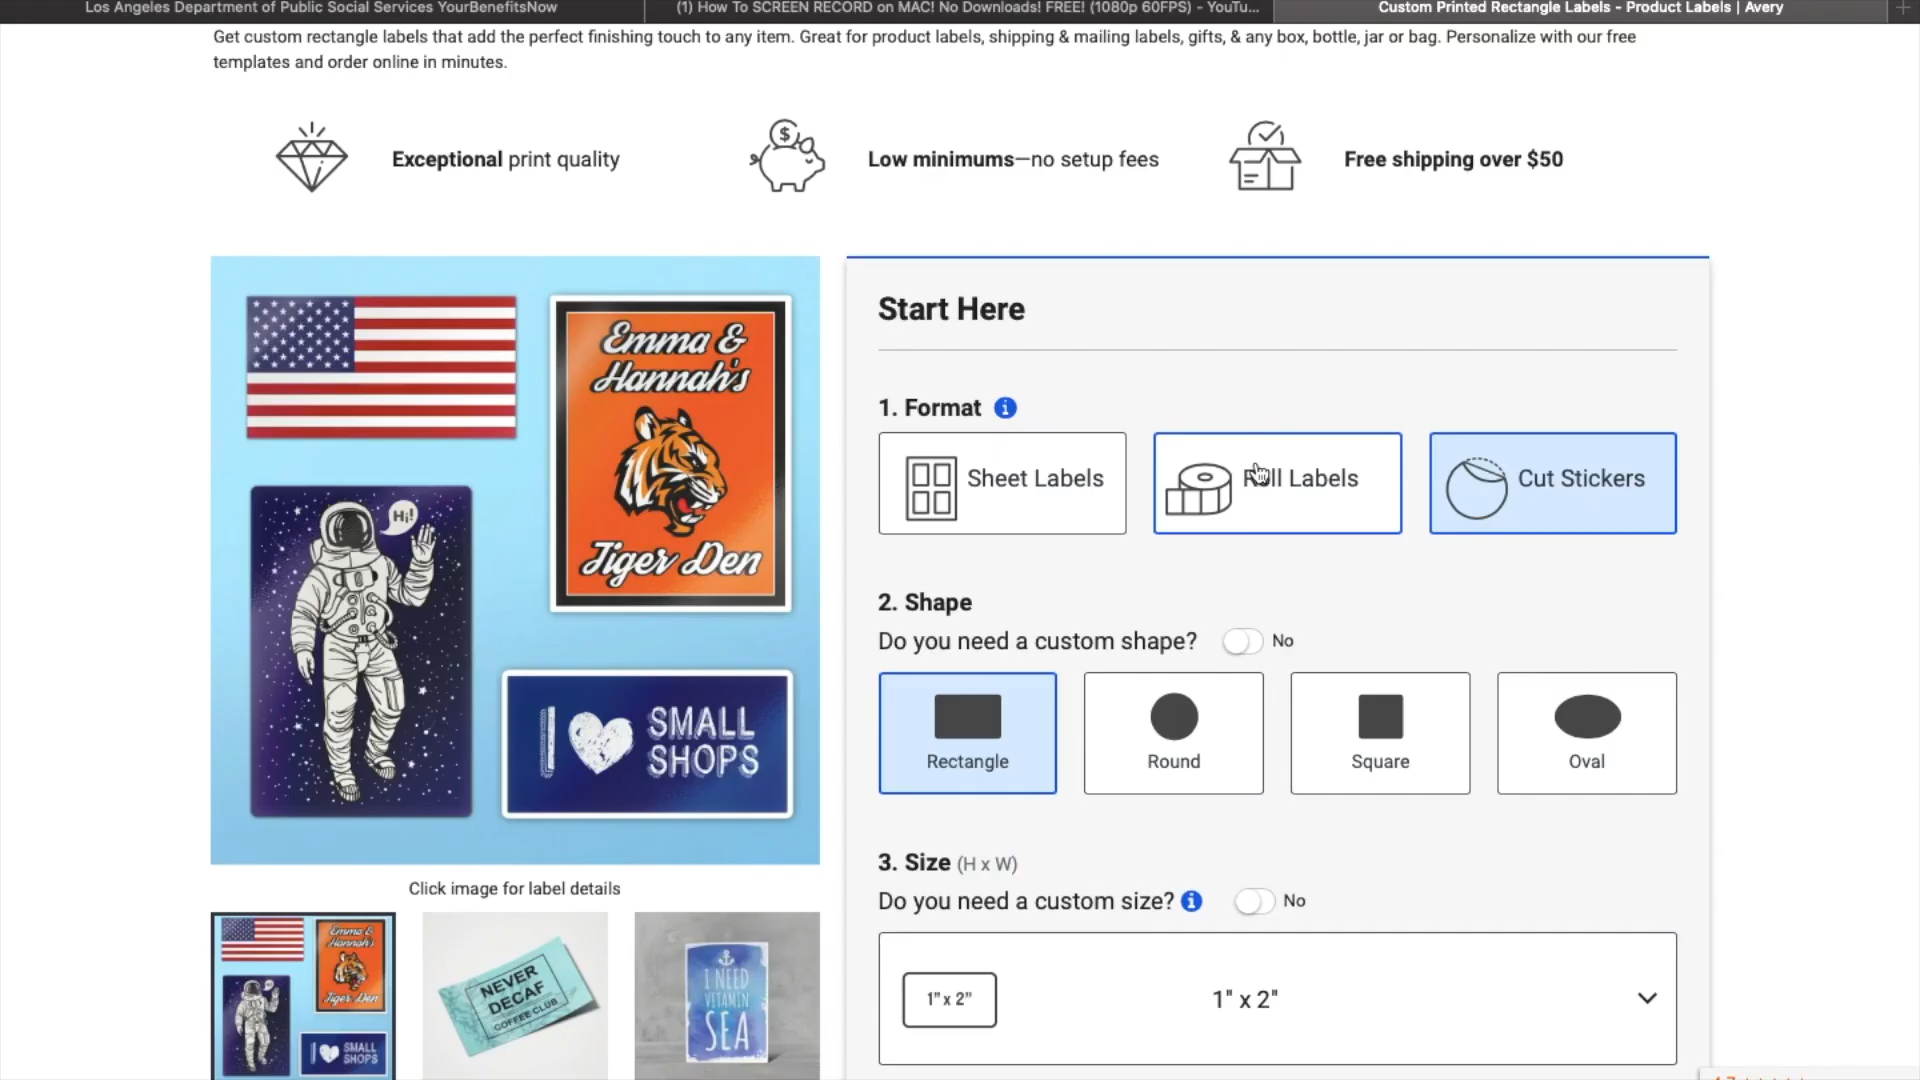 Los Angeles Department of Public Social Services YourBenefitsNow
(1) How To SCREEN RECORD on MAC! No Downloads! FREE! (1080p 60FPS) - YouTu...
Custom Printed Rectangle Labels - Product Labels | Avery
Get custom rectangle labels that add the perfect finishing touch to any item. Great for product labels, shipping & mailing labels, gifts, & any box, bottle, jar or bag. Personalize with our free
templates and order online in minutes.
Exceptional print quality
Low minimums—no setup fees
Free shipping over $50
Emma &
Hannah's
Tiger Den
Hi!
I SMALL
SHOPS
Click image for label details
Emma &
Hannah's
Tiger Den
I SMALL
SHOPS
NEVER
DECAF
COFFEE CLUB
I NEED
VITAMIN
SEA
Start Here
1. Format
Sheet Labels
Roll Labels
Cut Stickers
2. Shape
Do you need a custom shape? No
Rectangle
Round
Square
Oval
3. Size (H x W)
Do you need a custom size? No
1" x 2"
1" x 2"